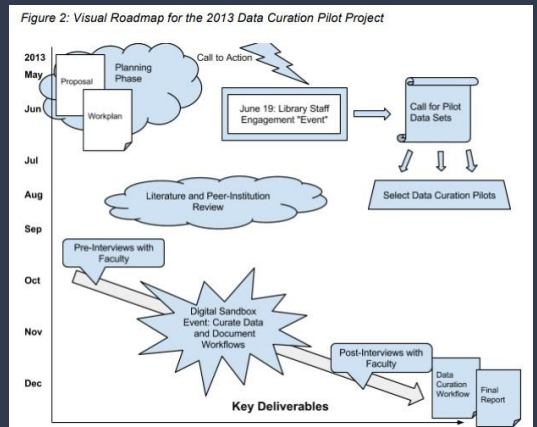 Figure 2: Visual Roadmap for the 2013 Data Curation Pilot Project
2013
May
Jun
Jul
Aug
Sep
Oct
Nov
Dec
Proposal
Workplan
Planning
Phase
Call to Action
June 19: Library Staff
Engagement "Event"
Call for Pilot
Data Sets
Select Data Curation Pilots
Literature and Peer-Institution
Review
Pre-Interviews with
Faculty
Digital Sandbox
Event: Curate Data
and Document
Workflows
Post-Interviews with
Faculty
Data
Curation
Workflow
Final
Report
Key Deliverables